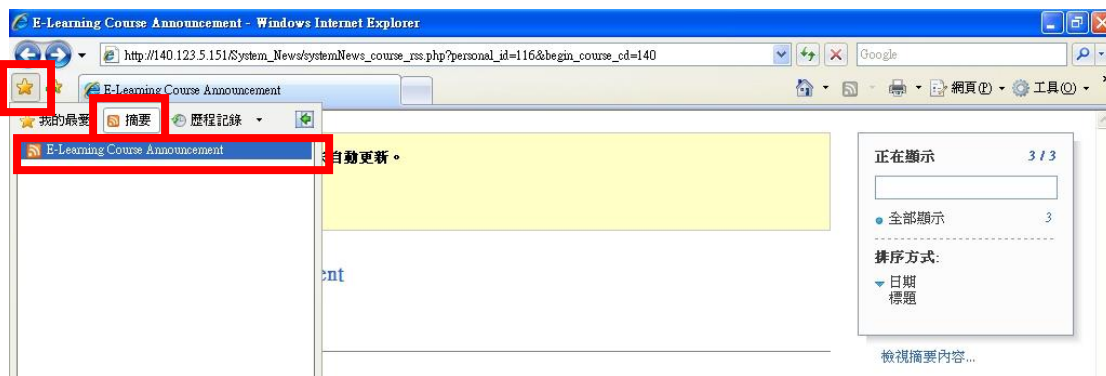 E-Learning Course Announcement - Windows Internet Explorer
http://140.123.5.151/System_News/systemNews_course_rss.php?personal_id=116&begin_course_cd=140
Google
E-Learning Course Announcement
網頁(P)
工具(O)
我的最愛
摘要
歷程記錄
E-Learning Course Announcement
自動更新。
ent
正在顯示 3 / 3
全部顯示 3
排序方式:
日期
標題
檢視摘要內容...